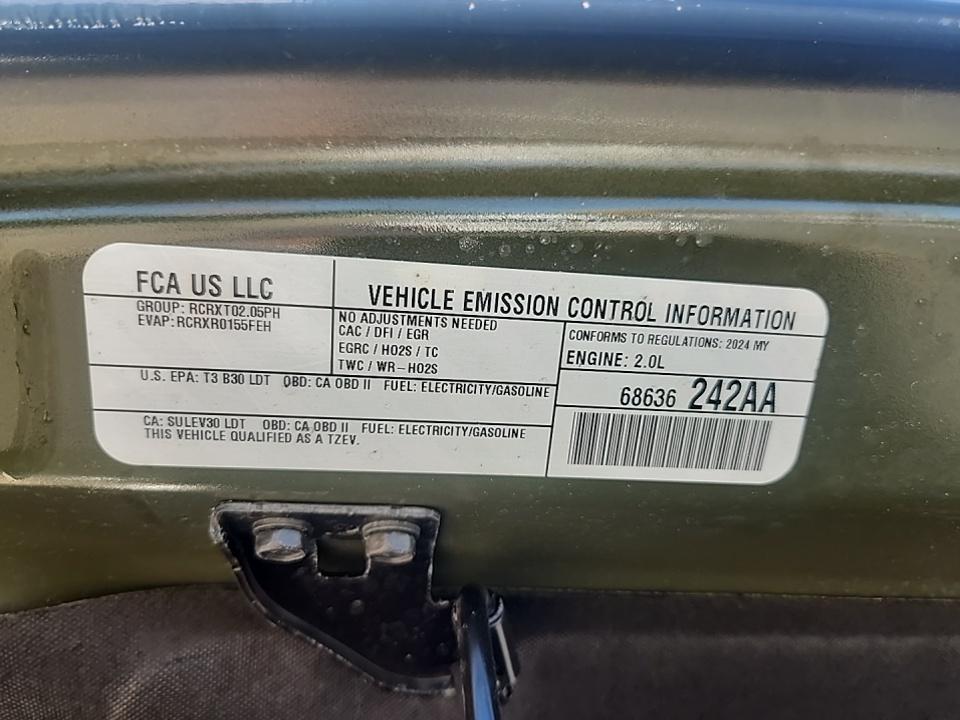 FCA US LLC
GROUP: RCRXT02.05PH
EVAP: RCRXR0155FEH
VEHICLE EMISSION CONTROL INFORMATION
NO ADJUSTMENTS NEEDED
CAC / DFI / EGR
EGRC / HO2S / TC
TWC / WR-HO2S
CONFORMS TO REGULATIONS: 2024 MY
ENGINE: 2.0L
U.S. EPA: T3 B30 LDT OBD: CA OBD II FUEL: ELECTRICITY/GASOLINE
68636 242AA
CA: SULEV30 LDT OBD: CA OBD II FUEL: ELECTRICITY/GASOLINE
THIS VEHICLE QUALIFIED AS A TZEV.